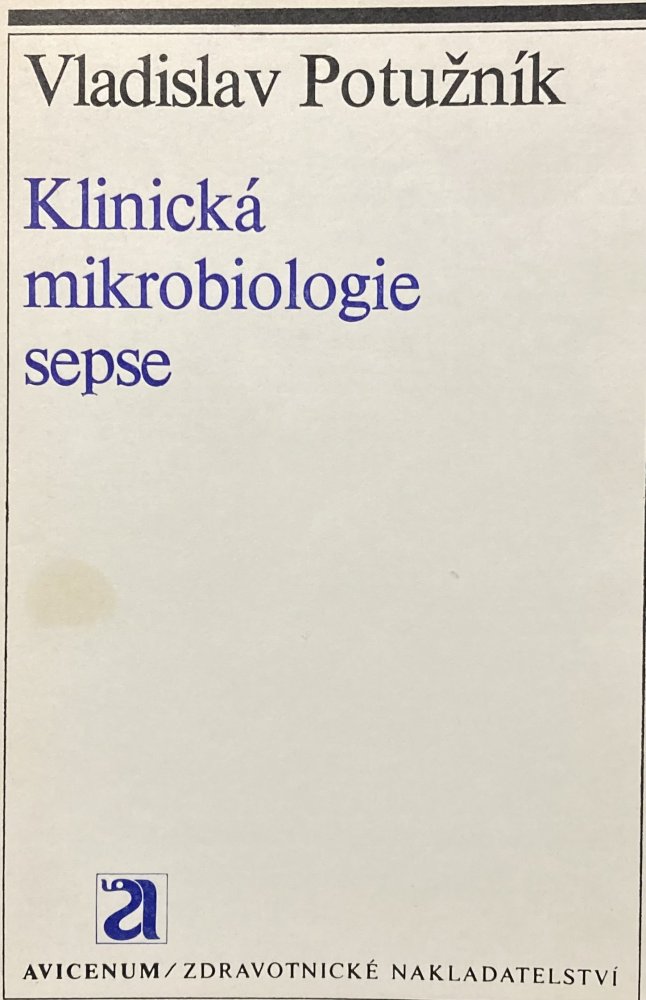 Vladislav Potužník
Klinická
mikrobiologie
sepse
a
AVICENUM/ZDRAVOTNICKÉ NAKLADATELSTVÍ